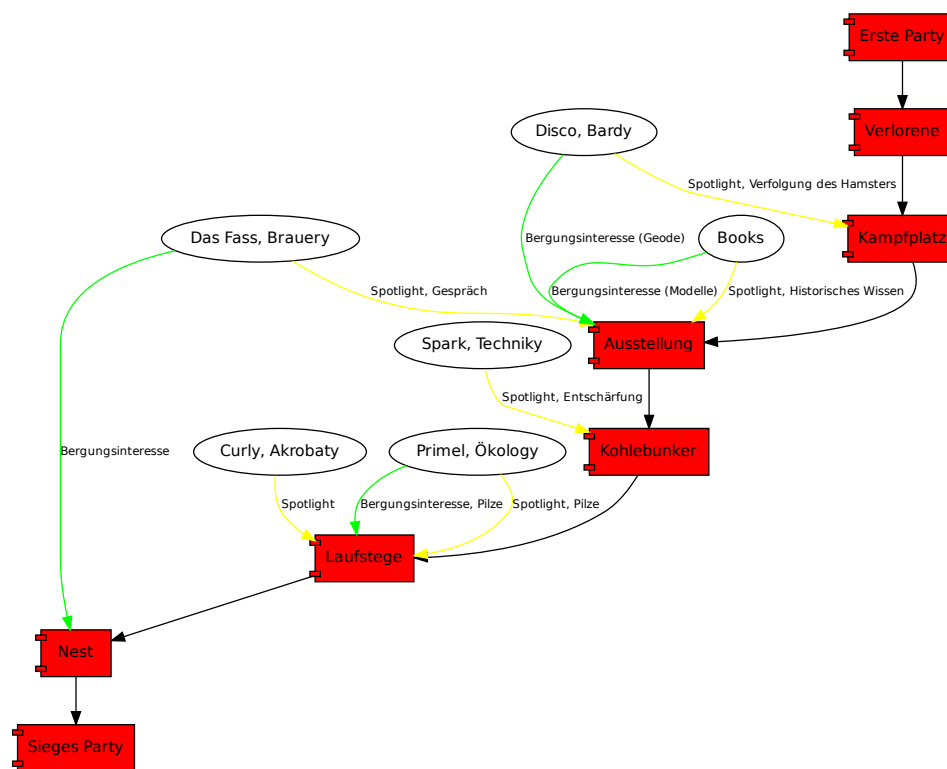 Erste Party
Disco, Bardy
Verlorene
Spotlight, Verfolgung des Hamsters
Das Fass, Brauery
Bergungsinteresse (Geode)
Books
Kampfplatz
Spotlight, Gespräch
Bergungsinteresse (Modelle)
Spotlight, Historisches Wissen
Spark, Techniky
Ausstellung
Spotlight, Entschärfung
Bergungsinteresse
Curly, Akrobaty
Primel, Ökology
Kohlebunker
Spotlight
Bergungsinteresse, Pilze
Spotlight, Pilze
Laufstege
Nest
Sieges Party